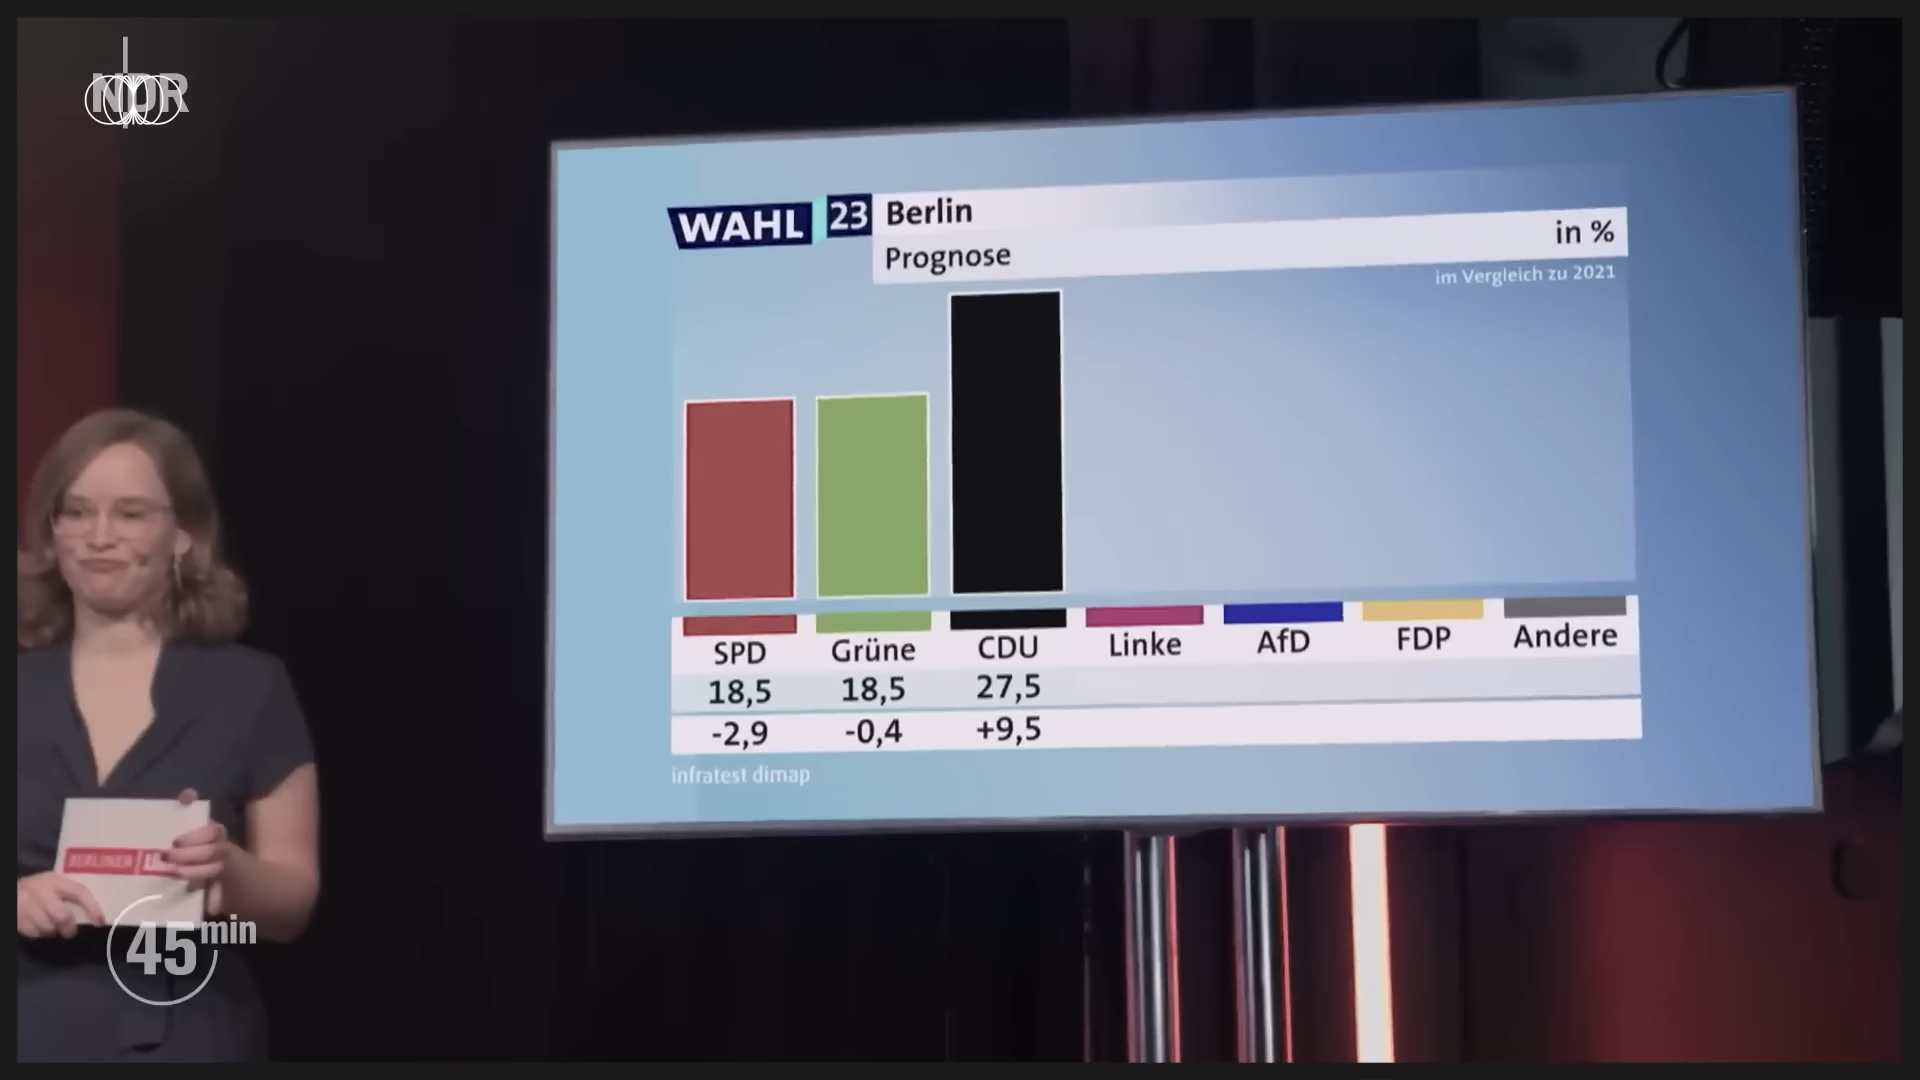 NDR
WAHL 23 Berlin
Prognose in %
im Vergleich zu 2021
SPD Grüne CDU Linke AfD FDP Andere
18,5 18,5 27,5
-2,9 -0,4 +9,5
infratest dimap
BERLINER
45 min